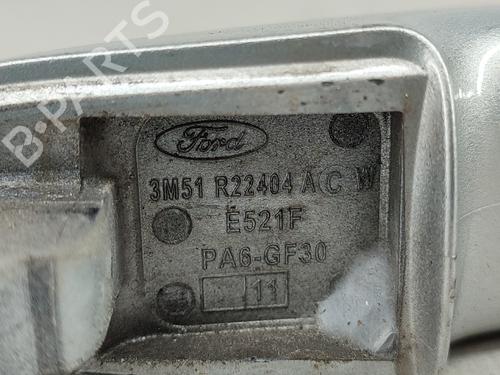 B-PARTS
Ford
3M51 R22404 A C W
E521F
PA6-GF30
11